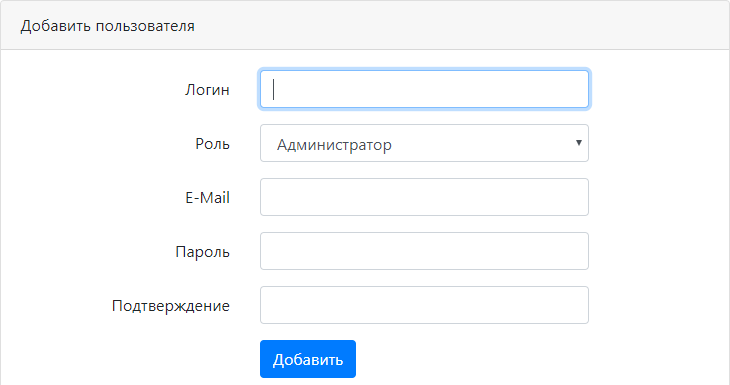 Добавить пользователя
Логин
Роль Администратор
E-Mail
Пароль
Подтверждение
Добавить